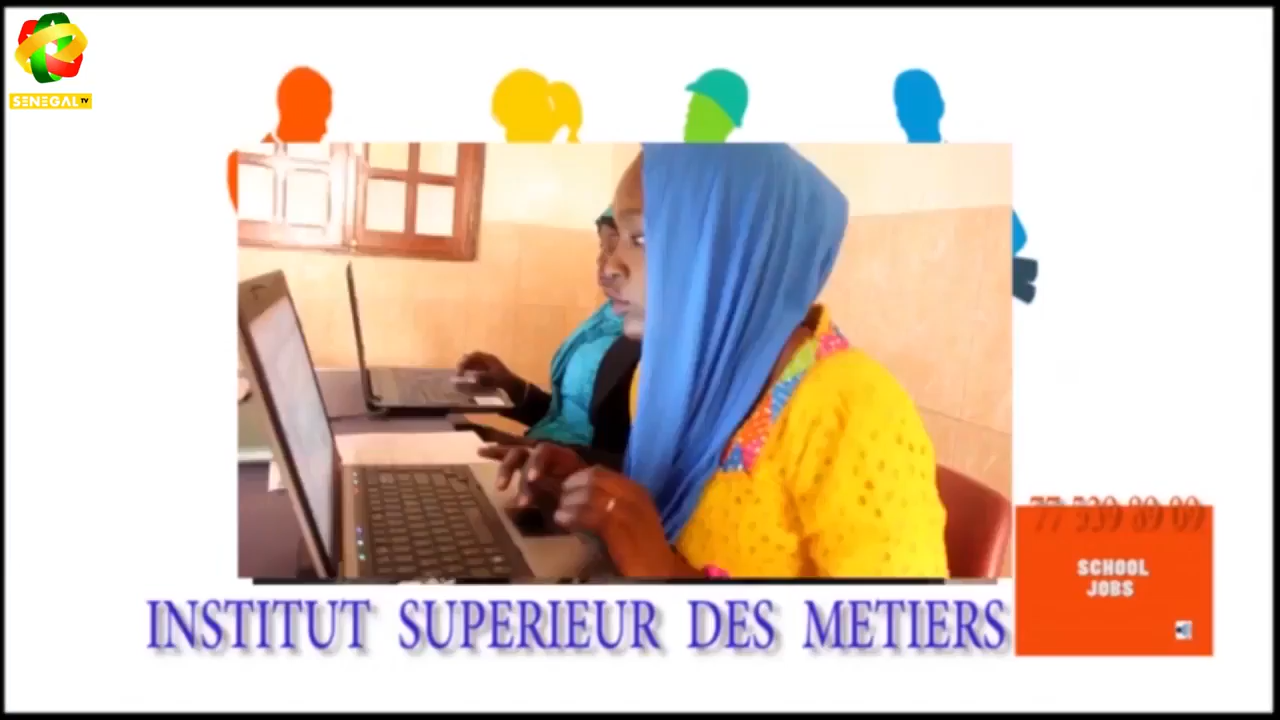 SENEGAL TV
77 539 89 09
SCHOOL
JOBS
INSTITUT SUPERIEUR DES METIERS